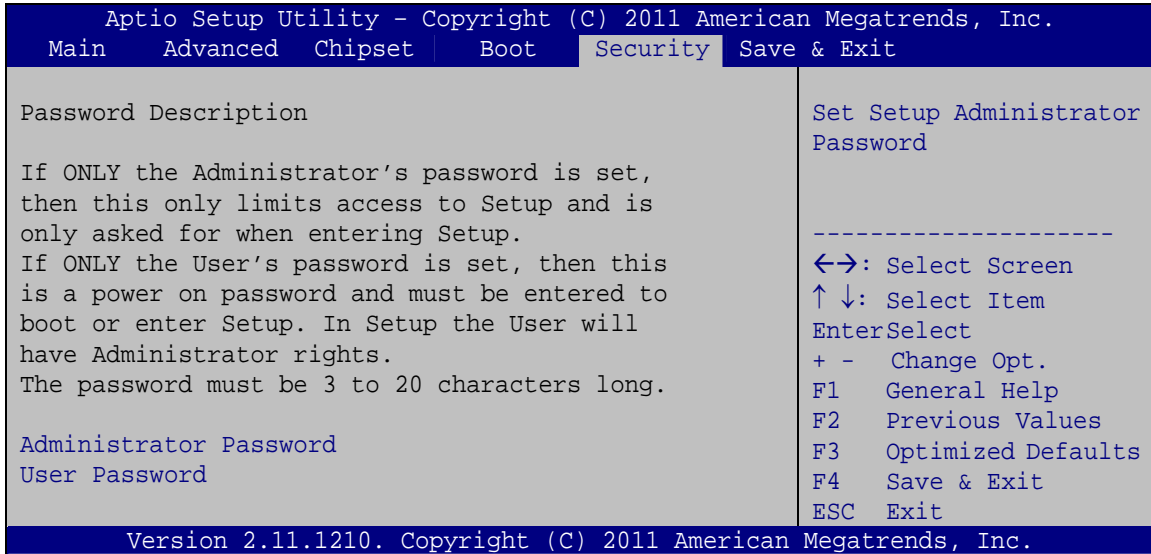 Aptio Setup Utility – Copyright (C) 2011 American Megatrends, Inc.
Main Advanced Chipset Boot Security Save & Exit
Password Description
If ONLY the Administrator’s password is set,
then this only limits access to Setup and is
only asked for when entering Setup.
If ONLY the User’s password is set, then this
is a power on password and must be entered to
boot or enter Setup. In Setup the User will
have Administrator rights.
The password must be 3 to 20 characters long.
Administrator Password
User Password
Set Setup Administrator
Password
---------------------
←→: Select Screen
↑ ↓: Select Item
EnterSelect
+ - Change Opt.
F1 General Help
F2 Previous Values
F3 Optimized Defaults
F4 Save & Exit
ESC Exit
Version 2.11.1210. Copyright (C) 2011 American Megatrends, Inc.